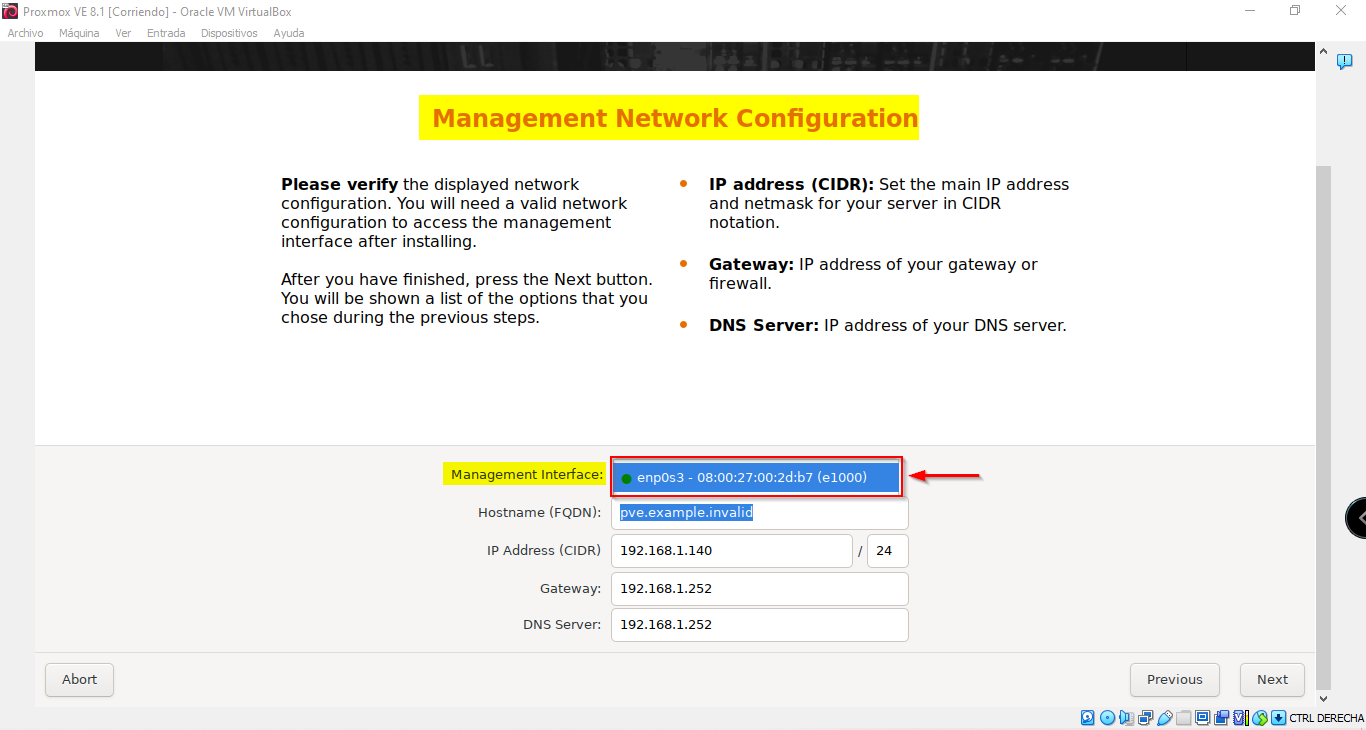 Proxmox VE 8.1 [Corriendo] - Oracle VM VirtualBox
Archivo Máquina Ver Entrada Dispositivos Ayuda
Management Network Configuration
Please verify the displayed network
configuration. You will need a valid network
configuration to access the management
interface after installing.
After you have finished, press the Next button.
You will be shown a list of the options that you
chose during the previous steps.
IP address (CIDR): Set the main IP address
and netmask for your server in CIDR
notation.
Gateway: IP address of your gateway or
firewall.
DNS Server: IP address of your DNS server.
Management Interface: enp0s3 - 08:00:27:00:2d:b7 (e1000)
Hostname (FQDN): pve.example.invalid
IP Address (CIDR) 192.168.1.140 / 24
Gateway: 192.168.1.252
DNS Server: 192.168.1.252
Abort Previous Next
CTRL DERECHA